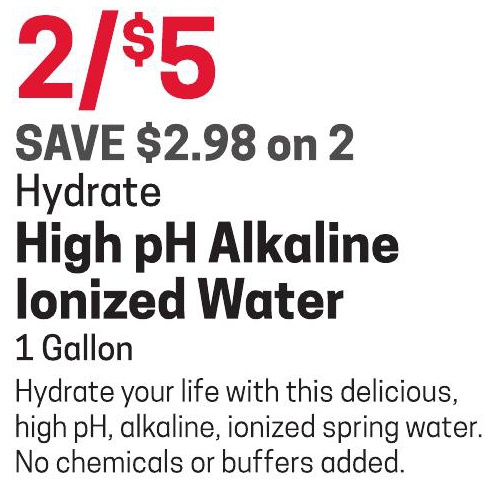 2/$5
SAVE $2.98 on 2
Hydrate
High pH Alkaline
Ionized Water
1 Gallon
Hydrate your life with this delicious,
high pH, alkaline, ionized spring water.
No chemicals or buffers added.